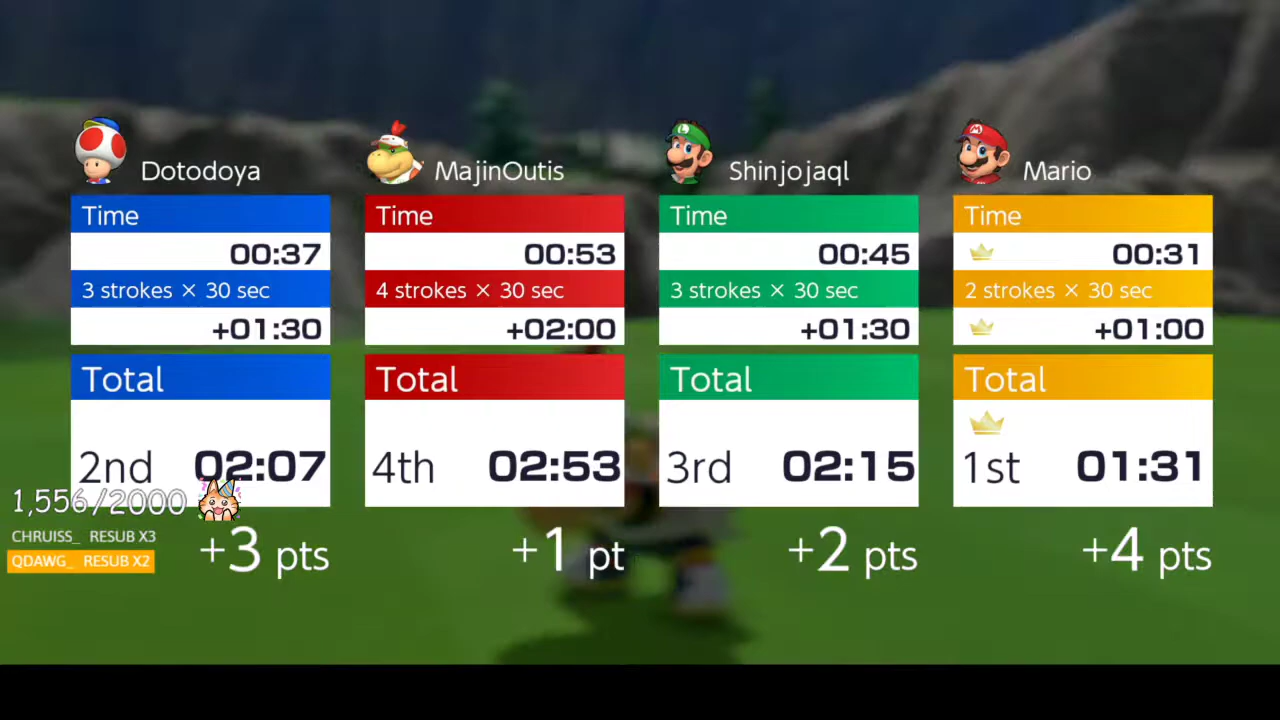 Dotodoya
Time
00:37
3 strokes × 30 sec
+01:30
Total
2nd 02:07
+3 pts
MajinOutis
Time
00:53
4 strokes × 30 sec
+02:00
Total
4th 02:53
+1 pt
Shinjojaql
Time
00:45
3 strokes × 30 sec
+01:30
Total
3rd 02:15
+2 pts
Mario
Time
00:31
2 strokes × 30 sec
+01:00
Total
1st 01:31
+4 pts
1,556/2000
CHRUISS_ RESUB X3
QDAWG_ RESUB X2